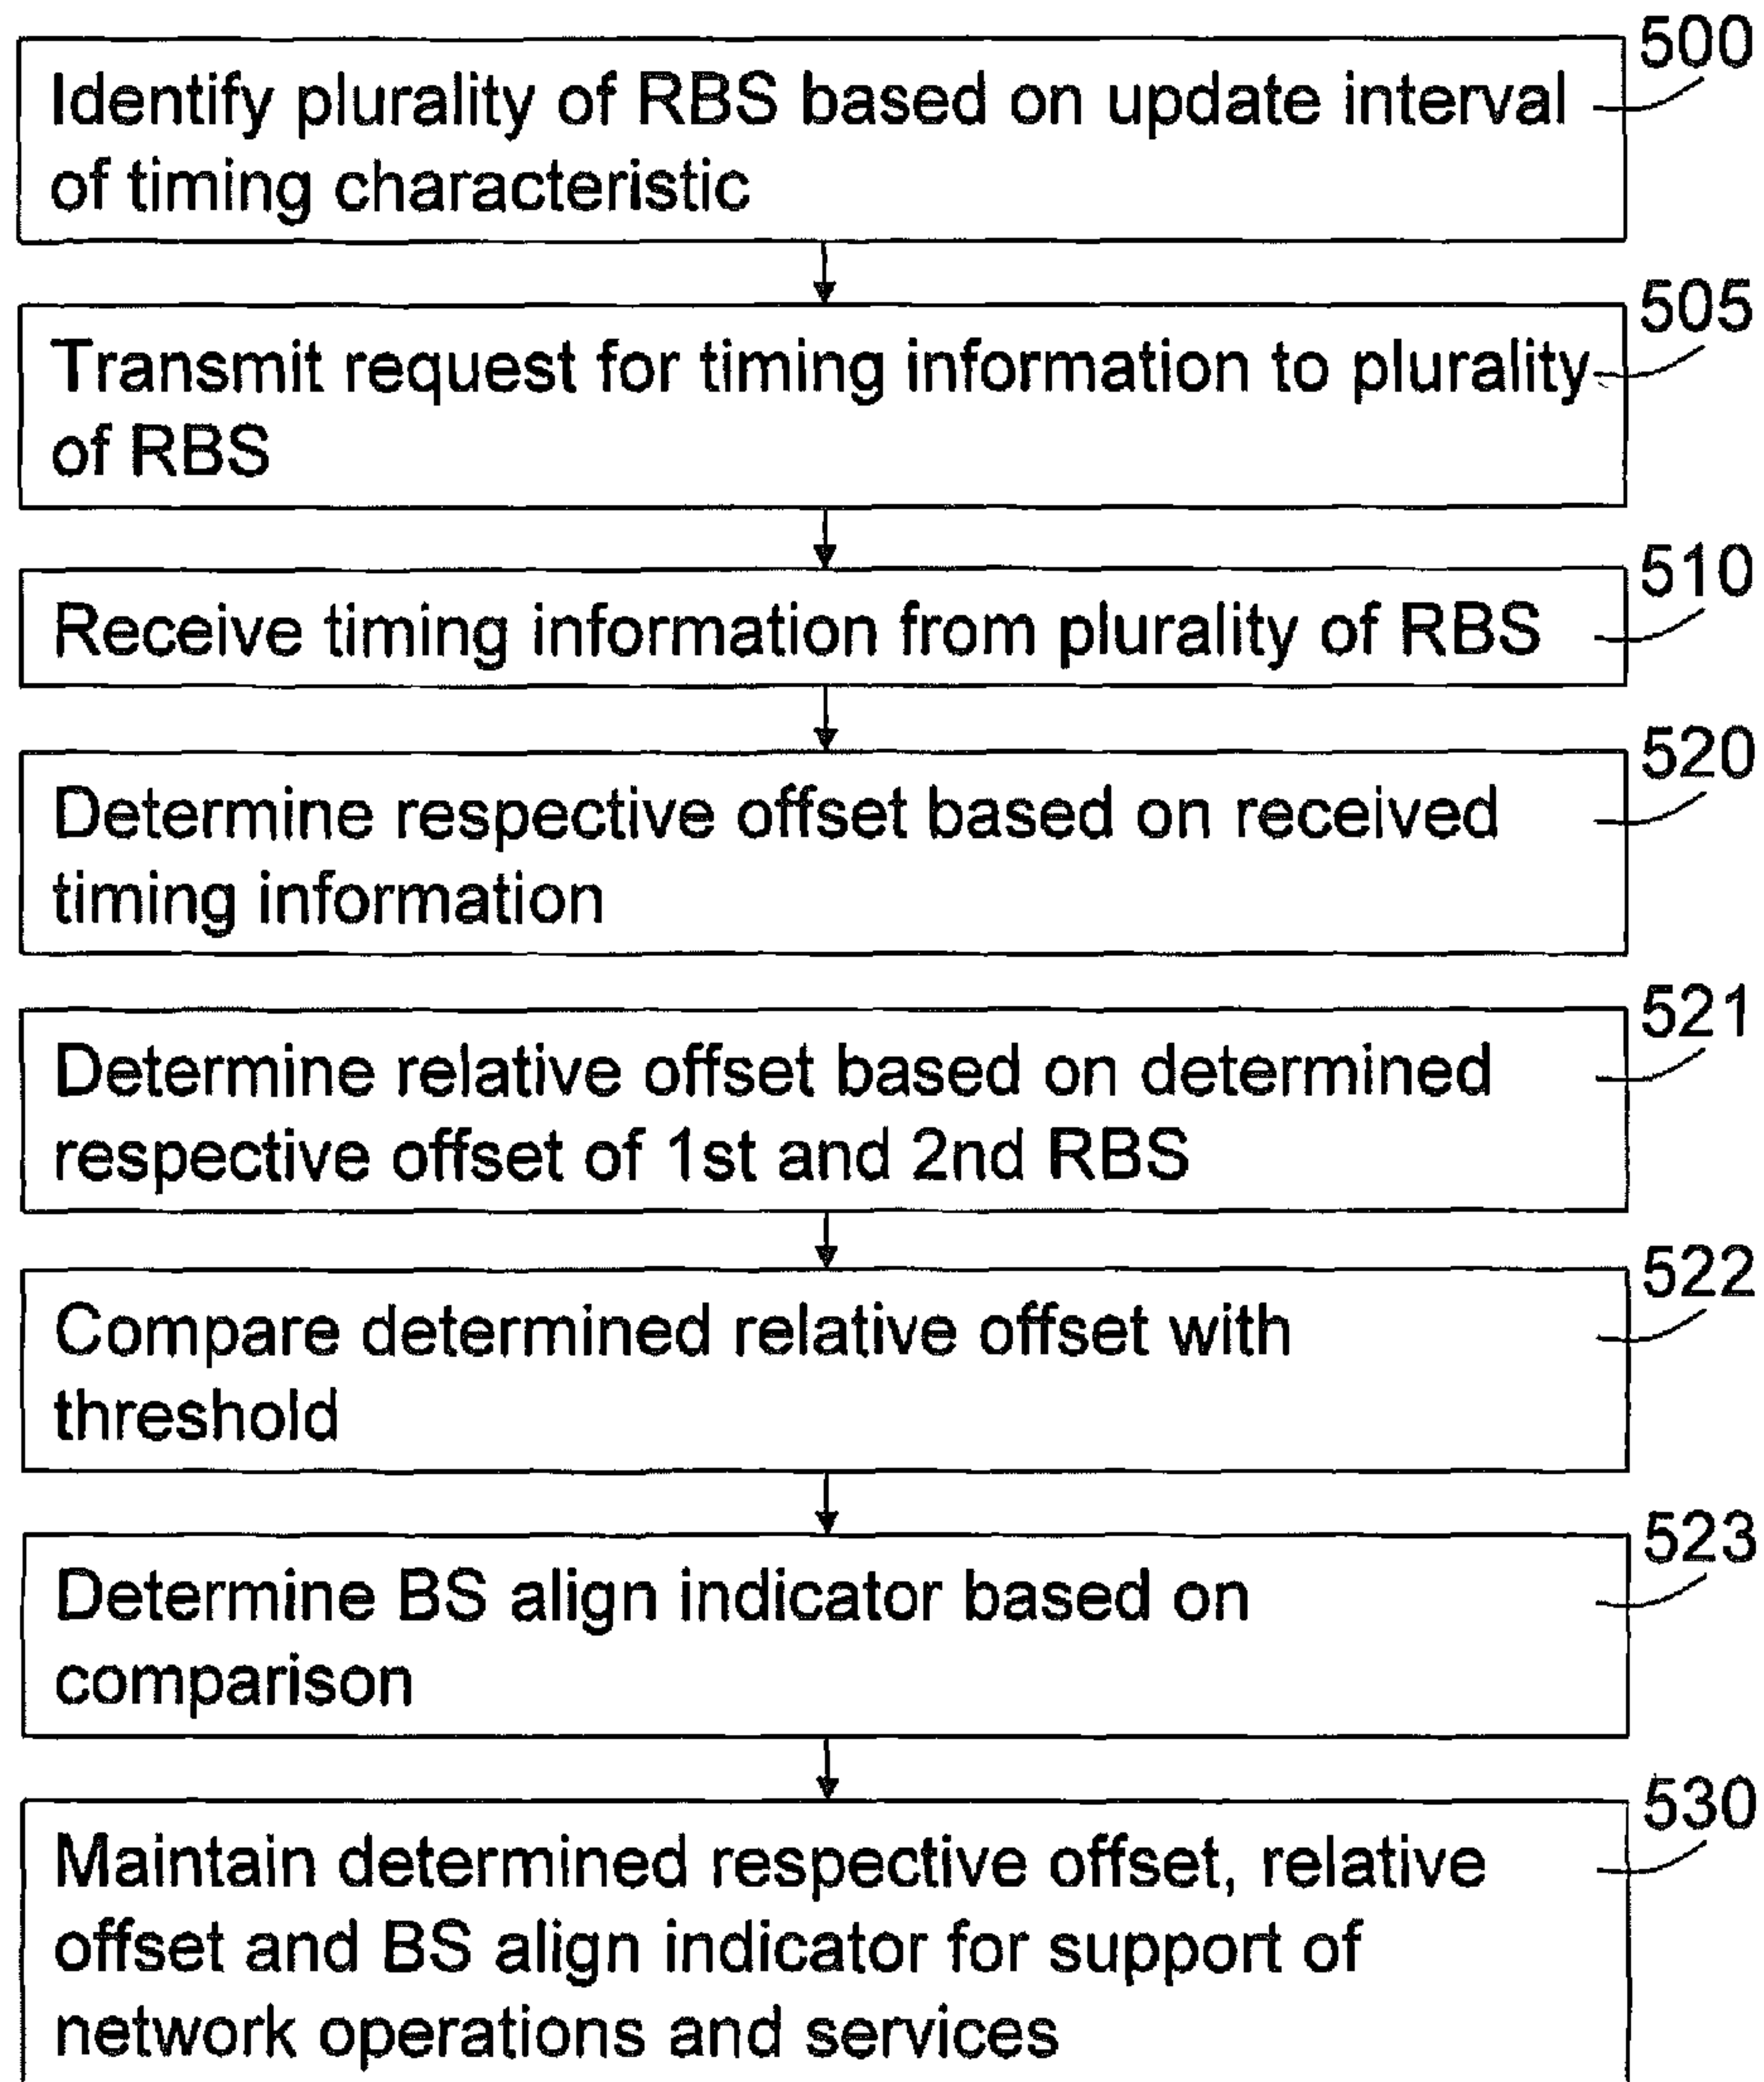 500
Identify plurality of RBS based on update interval
of timing characteristic
505
Transmit request for timing information to plurality
of RBS
510
Receive timing information from plurality of RBS
520
Determine respective offset based on received
timing information
521
Determine relative offset based on determined
respective offset of 1st and 2nd RBS
522
Compare determined relative offset with
threshold
523
Determine BS align indicator based on
comparison
530
Maintain determined respective offset, relative
offset and BS align indicator for support of
network operations and services